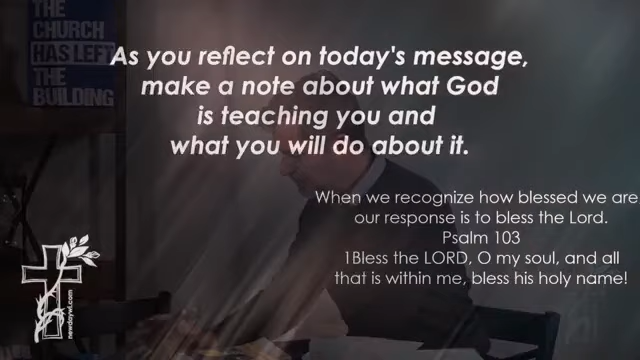 THE
CHURCH
HAS LEFT
THE
BUILDING
As you reflect on today's message,
make a note about what God
is teaching you and
what you will do about it.
When we recognize how blessed we are
our response is to bless the Lord.
Psalm 103
1Bless the LORD, O my soul, and all
that is within me, bless his holy name!
newdaywl.com